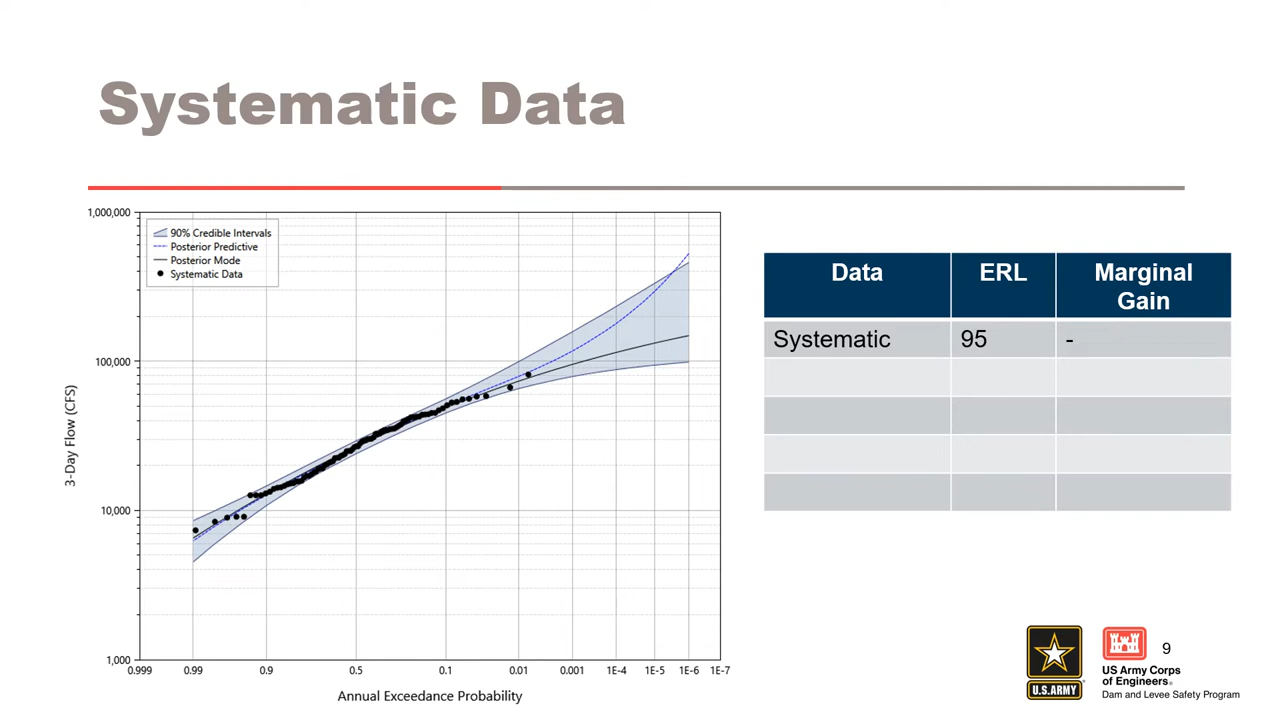 Systematic Data
1,000,000
100,000
10,000
1,000
3-Day Flow (CFS)
90% Credible Intervals
Posterior Predictive
Posterior Mode
Systematic Data
0.999 0.99 0.9 0.5 0.1 0.01 0.001 1E-4 1E-5 1E-6 1E-7
Annual Exceedance Probability
Data ERL Marginal
Gain
Systematic 95 -
U.S.ARMY
US Army Corps
of Engineers®
Dam and Levee Safety Program
9